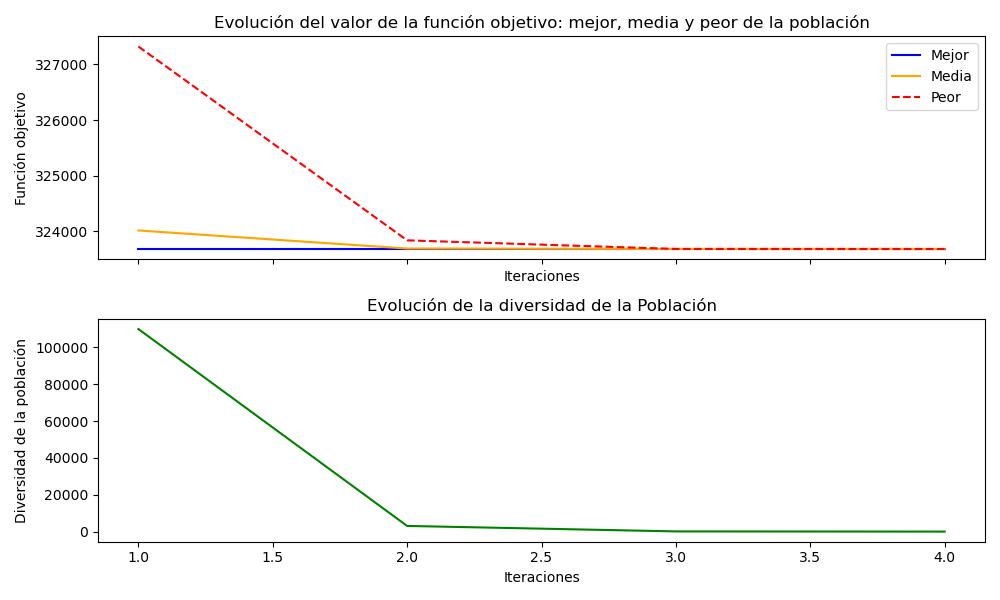 Evolución del valor de la función objetivo: mejor, media y peor de la población
Función objetivo
327000
326000
325000
324000
Mejor
Media
Peor
Iteraciones
Evolución de la diversidad de la Población
Diversidad de la población
100000
80000
60000
40000
20000
0
1.0 1.5 2.0 2.5 3.0 3.5 4.0
Iteraciones